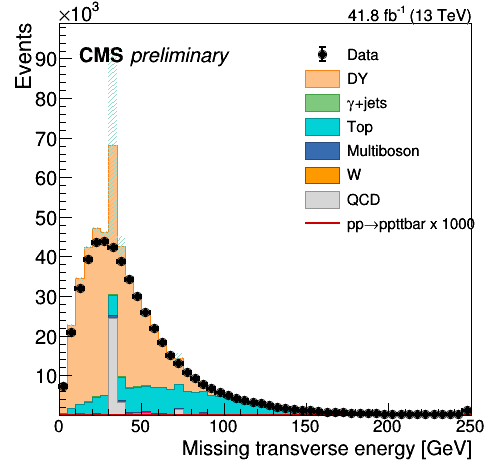 ×10³
41.8 fb⁻¹ (13 TeV)
Events
CMS preliminary
Data
DY
γ+jets
Top
Multiboson
W
QCD
pp→ppttbar x 1000
90
80
70
60
50
40
30
20
10
0 50 100 150 200 250
Missing transverse energy [GeV]